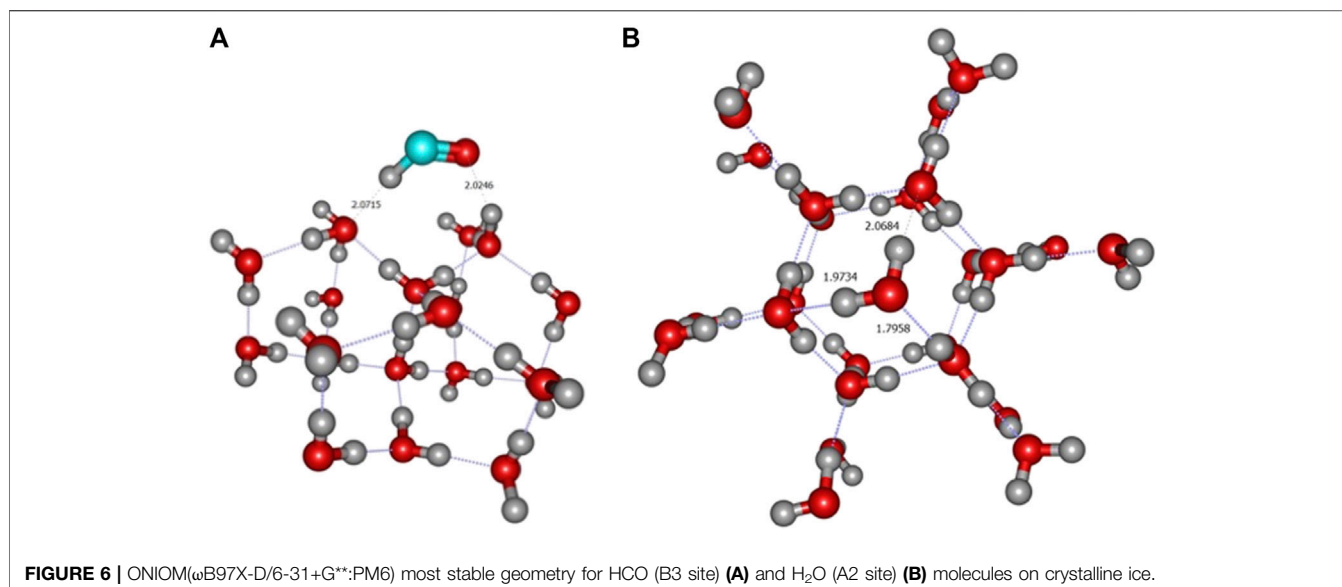 A
B
2.0246
2.0715
2.0684
1.9734
1.7958
FIGURE 6 | ONIOM(ωB97X-D/6-31+G**:PM6) most stable geometry for HCO (B3 site) (A) and H₂O (A2 site) (B) molecules on crystalline ice.